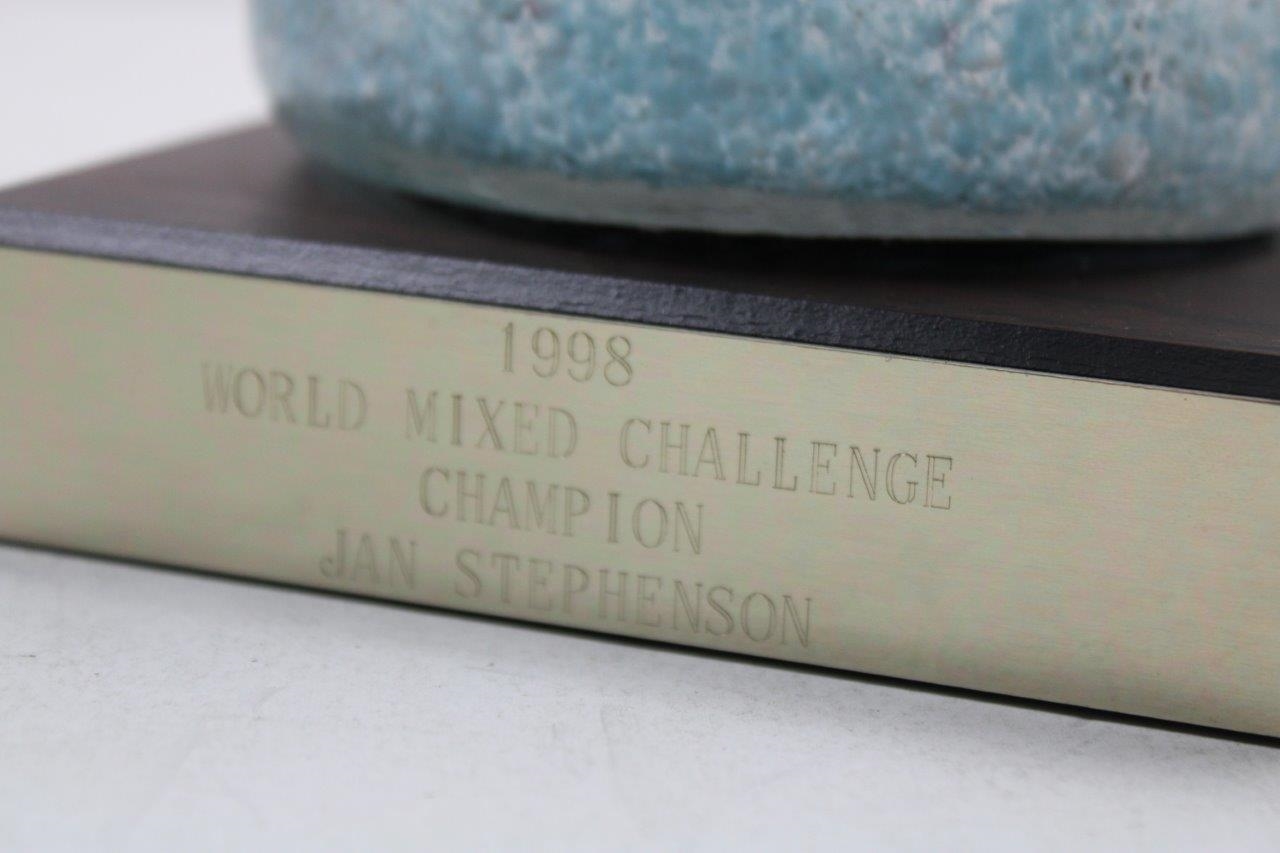 1998
WORLD MIXED CHALLENGE
CHAMPION
JAN STEPHENSON